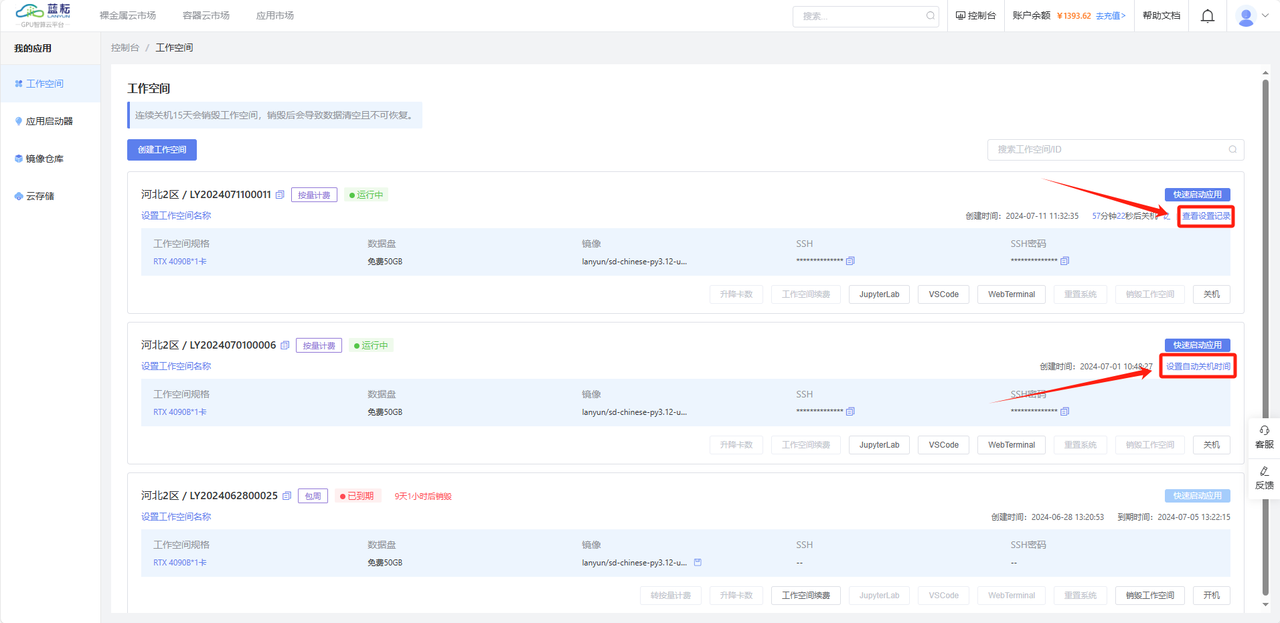 蓝耘
LANYUN
GPU智算云平台
裸金属云市场 容器云市场 应用市场 搜索... 控制台 账户余额 ¥1393.62 去充值> 帮助文档
我的应用
工作空间
应用启动器
镜像仓库
云存储
控制台 / 工作空间
工作空间
连续关机15天会销毁工作空间，销毁后会导致数据清空且不可恢复。
创建工作空间 搜索工作空间/ID
河北2区 / LY2024071100011 按量计费 运行中 快速启动应用
设置工作空间名称 创建时间：2024-07-11 11:32:35 57分钟22秒后关机 查看设置记录
工作空间规格 数据盘 镜像 SSH SSH密码
RTX 4090B*1卡 免费50GB lanyun/sd-chinese-py3.12-u... ************** **************
升降卡数 工作空间续费 JupyterLab VSCode WebTerminal 重置系统 销毁工作空间 关机
河北2区 / LY2024070100006 按量计费 运行中 快速启动应用
设置工作空间名称 创建时间：2024-07-01 10:48:27 设置自动关机时间
工作空间规格 数据盘 镜像 SSH SSH密码
RTX 4090B*1卡 免费50GB lanyun/sd-chinese-py3.12-u... ************** **************
升降卡数 工作空间续费 JupyterLab VSCode WebTerminal 重置系统 销毁工作空间 关机
河北2区 / LY2024062800025 包周 已到期 9天1小时后销毁 快速启动应用
设置工作空间名称 创建时间：2024-06-28 13:20:53 到期时间：2024-07-05 13:22:15
工作空间规格 数据盘 镜像 SSH SSH密码
RTX 4090B*1卡 免费50GB lanyun/sd-chinese-py3.12-u... -- --
转按量计费 升降卡数 工作空间续费 JupyterLab VSCode WebTerminal 重置系统 销毁工作空间 开机
客服
反馈